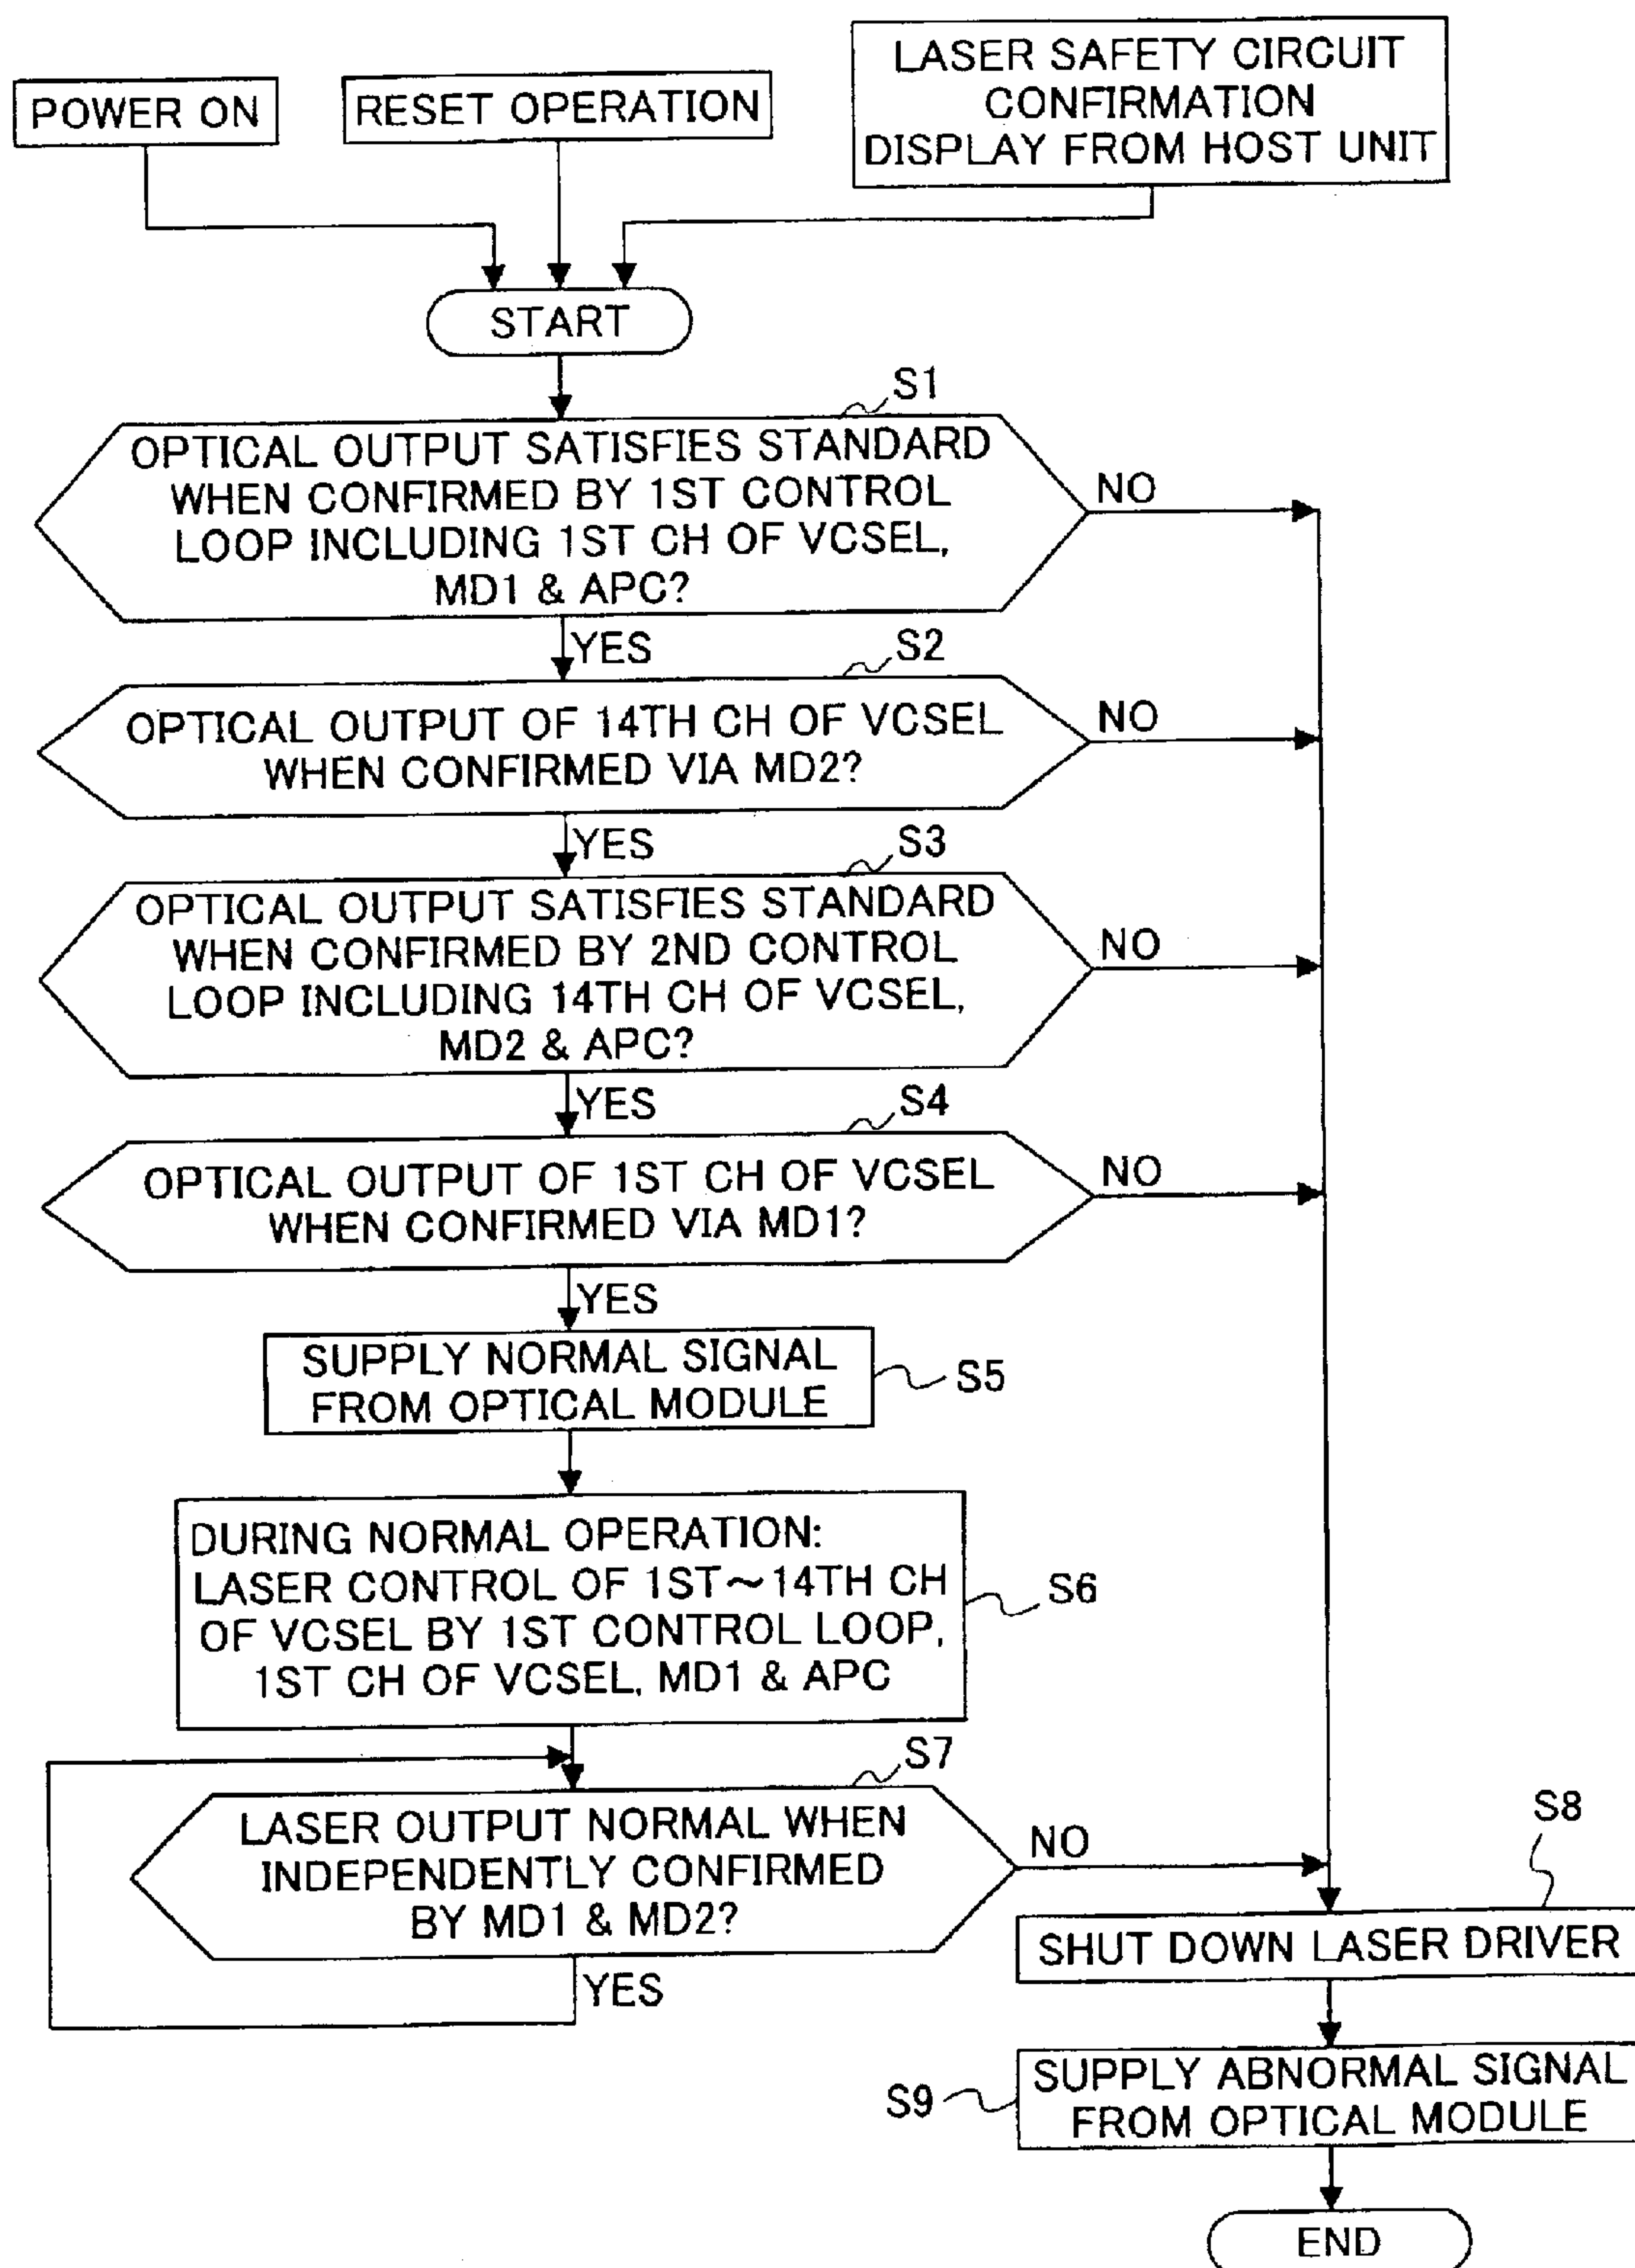 POWER ON
RESET OPERATION
LASER SAFETY CIRCUIT
CONFIRMATION
DISPLAY FROM HOST UNIT
START
S1
OPTICAL OUTPUT SATISFIES STANDARD
WHEN CONFIRMED BY 1ST CONTROL
LOOP INCLUDING 1ST CH OF VCSEL,
MD1 & APC?
NO
YES
S2
OPTICAL OUTPUT OF 14TH CH OF VCSEL
WHEN CONFIRMED VIA MD2?
NO
YES
S3
OPTICAL OUTPUT SATISFIES STANDARD
WHEN CONFIRMED BY 2ND CONTROL
LOOP INCLUDING 14TH CH OF VCSEL,
MD2 & APC?
NO
YES
S4
OPTICAL OUTPUT OF 1ST CH OF VCSEL
WHEN CONFIRMED VIA MD1?
NO
YES
SUPPLY NORMAL SIGNAL
FROM OPTICAL MODULE
S5
DURING NORMAL OPERATION:
LASER CONTROL OF 1ST~14TH CH
OF VCSEL BY 1ST CONTROL LOOP,
1ST CH OF VCSEL, MD1 & APC
S6
S7
LASER OUTPUT NORMAL WHEN
INDEPENDENTLY CONFIRMED
BY MD1 & MD2?
NO
YES
S8
SHUT DOWN LASER DRIVER
S9
SUPPLY ABNORMAL SIGNAL
FROM OPTICAL MODULE
END